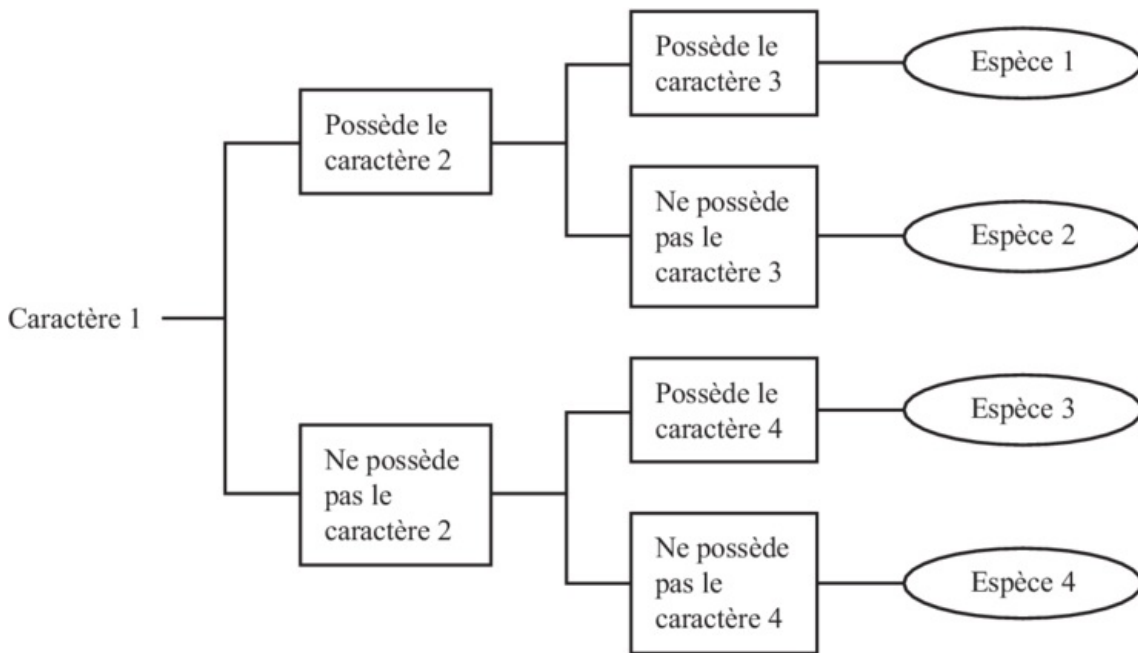 Possède le
caractère 3
Espèce 1
Possède le
caractère 2
Ne possède
pas le
caractère 3
Espèce 2
Caractère 1
Possède le
caractère 4
Espèce 3
Ne possède
pas le
caractère 2
Ne possède
pas le
caractère 4
Espèce 4